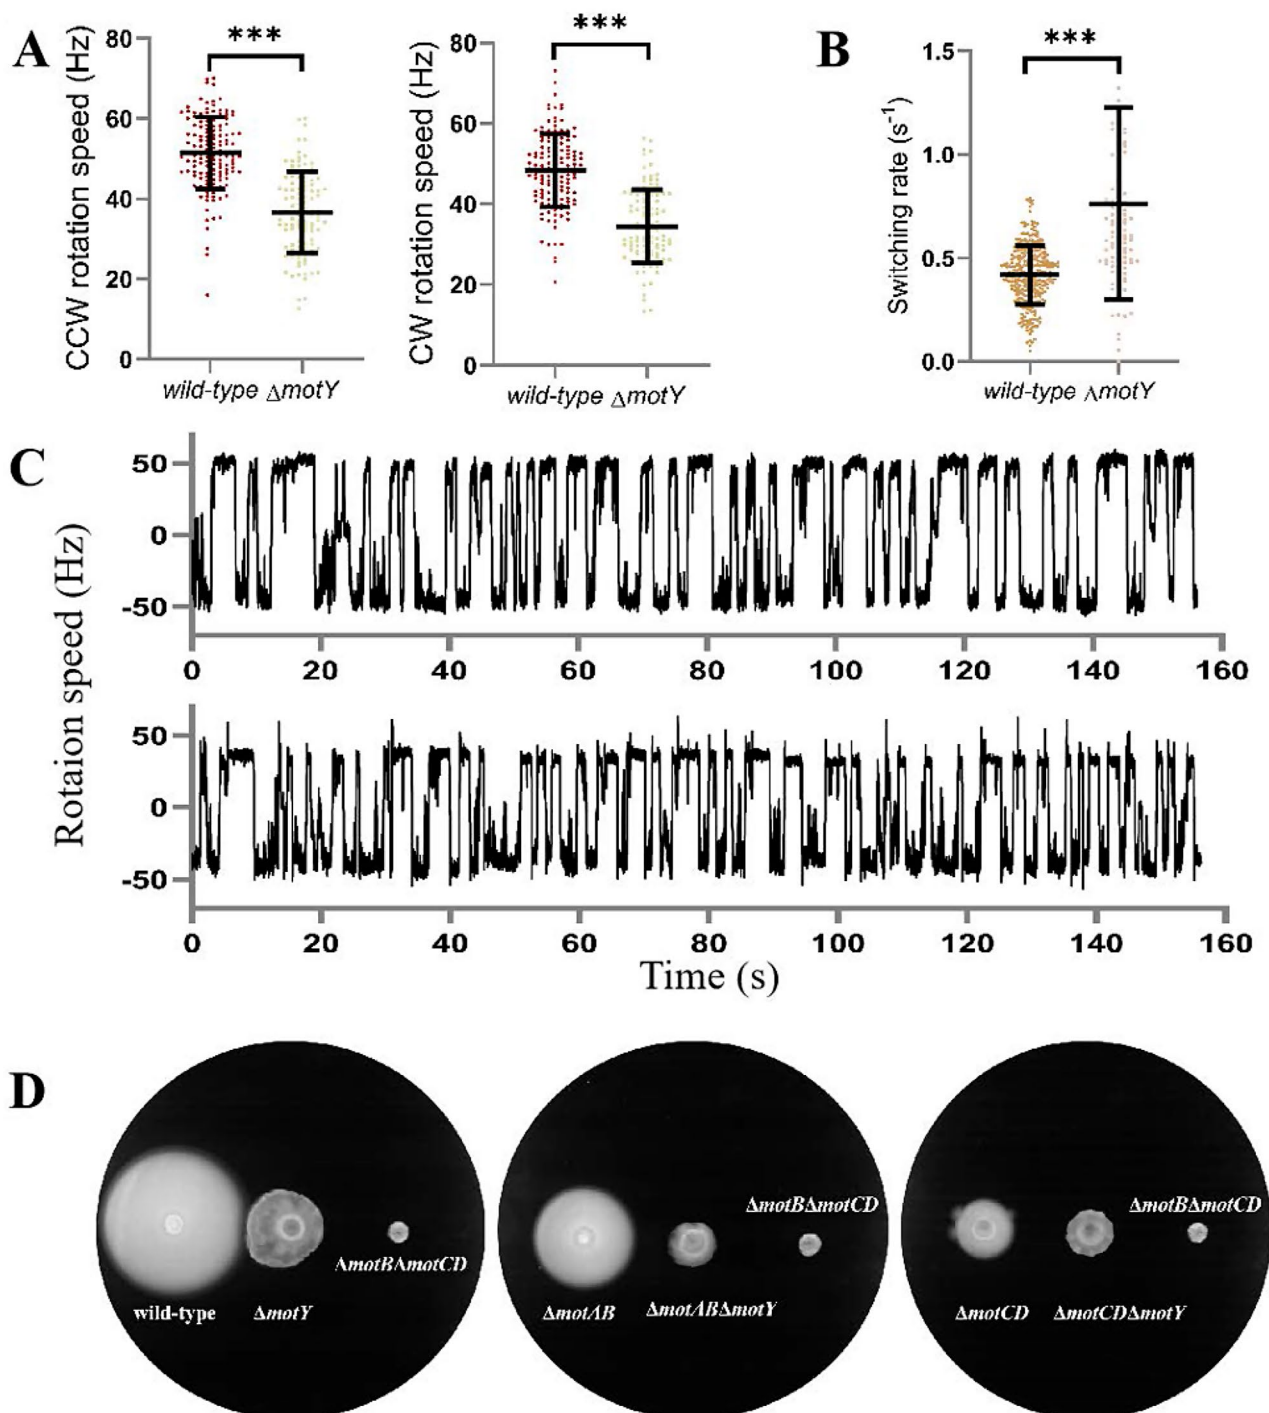 A
CCW rotation speed (Hz)
80
60
40
20
0
***
wild-type ΔmotY
CW rotation speed (Hz)
80
60
40
20
0
***
wild-type ΔmotY
B
Switching rate (s⁻¹)
1.5
1.0
0.5
0.0
***
wild-type ΛmotY
C
Rotaion speed (Hz)
50
0
-50
0 20 40 60 80 100 120 140 160
50
0
-50
0 20 40 60 80 100 120 140 160
Time (s)
D
wild-type
ΔmotY
ΔmotBΔmotCD
ΔmotAB
ΔmotABΔmotY
ΔmotBΔmotCD
ΔmotCD
ΔmotCDΔmotY
ΔmotBΔmotCD